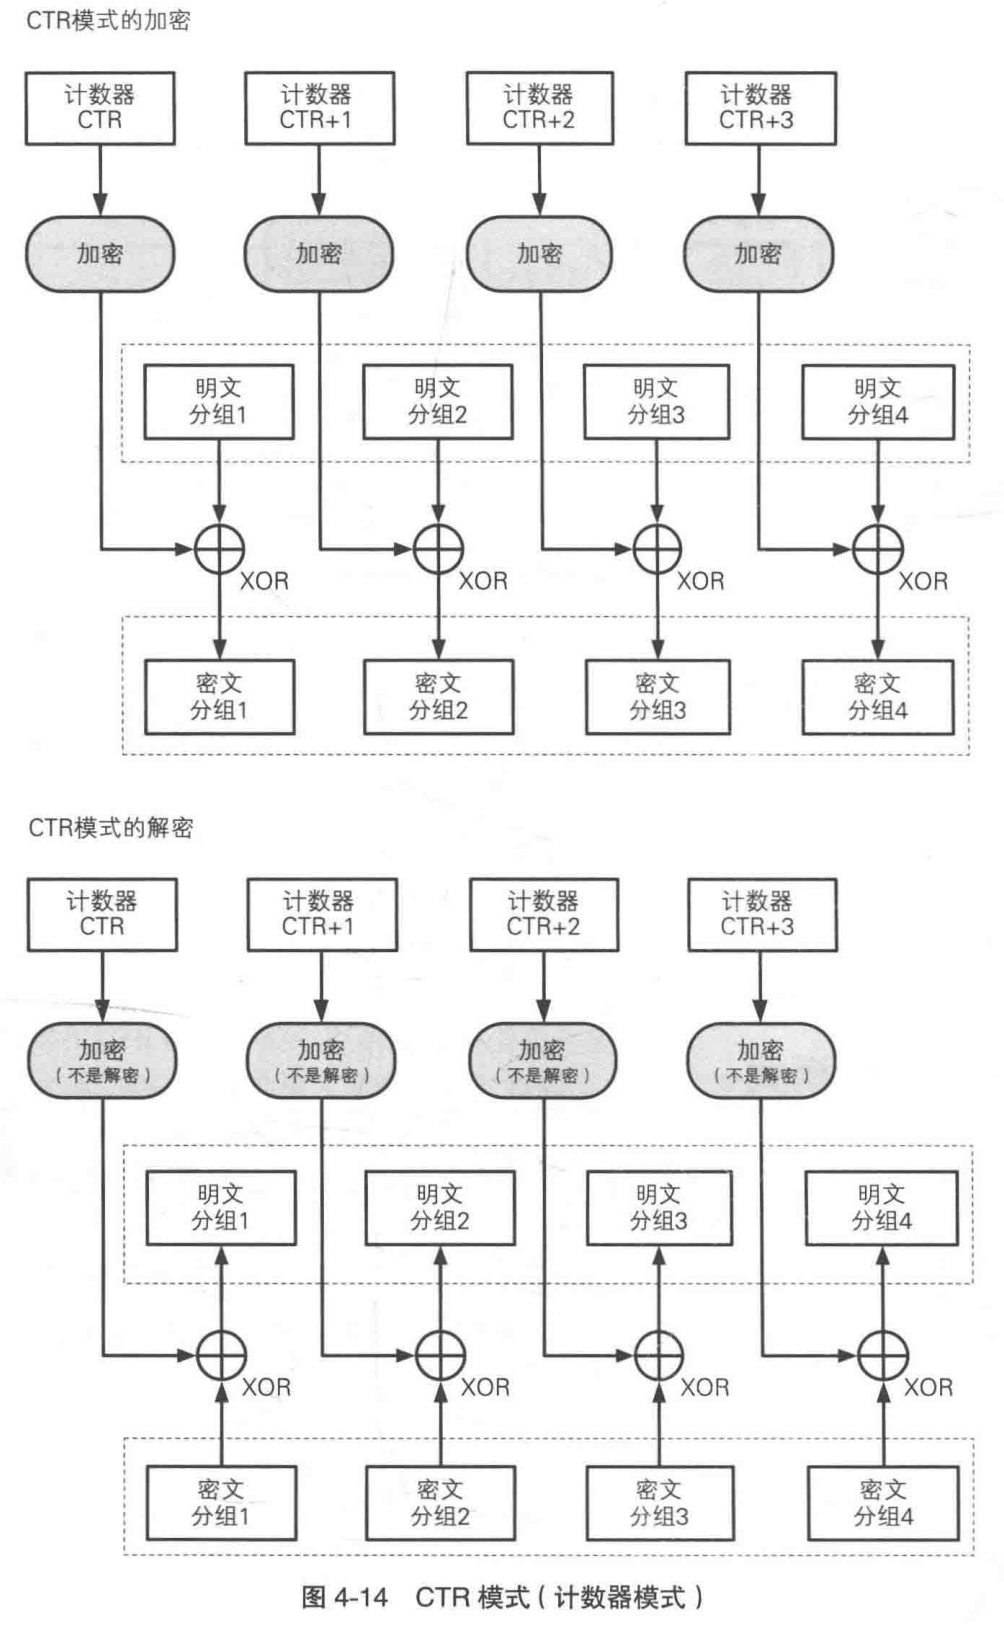 CTR模式的加密
计数器 计数器 计数器 计数器
CTR CTR+1 CTR+2 CTR+3
加密 加密 加密 加密
明文 明文 明文 明文
分组1 分组2 分组3 分组4
XOR XOR XOR XOR
密文 密文 密文 密文
分组1 分组2 分组3 分组4
CTR模式的解密
计数器 计数器 计数器 计数器
CTR CTR+1 CTR+2 CTR+3
加密 加密 加密 加密
(不是解密) (不是解密) (不是解密) (不是解密)
明文 明文 明文 明文
分组1 分组2 分组3 分组4
XOR XOR XOR XOR
密文 密文 密文 密文
分组1 分组2 分组3 分组4
图 4-14 CTR 模式(计数器模式)